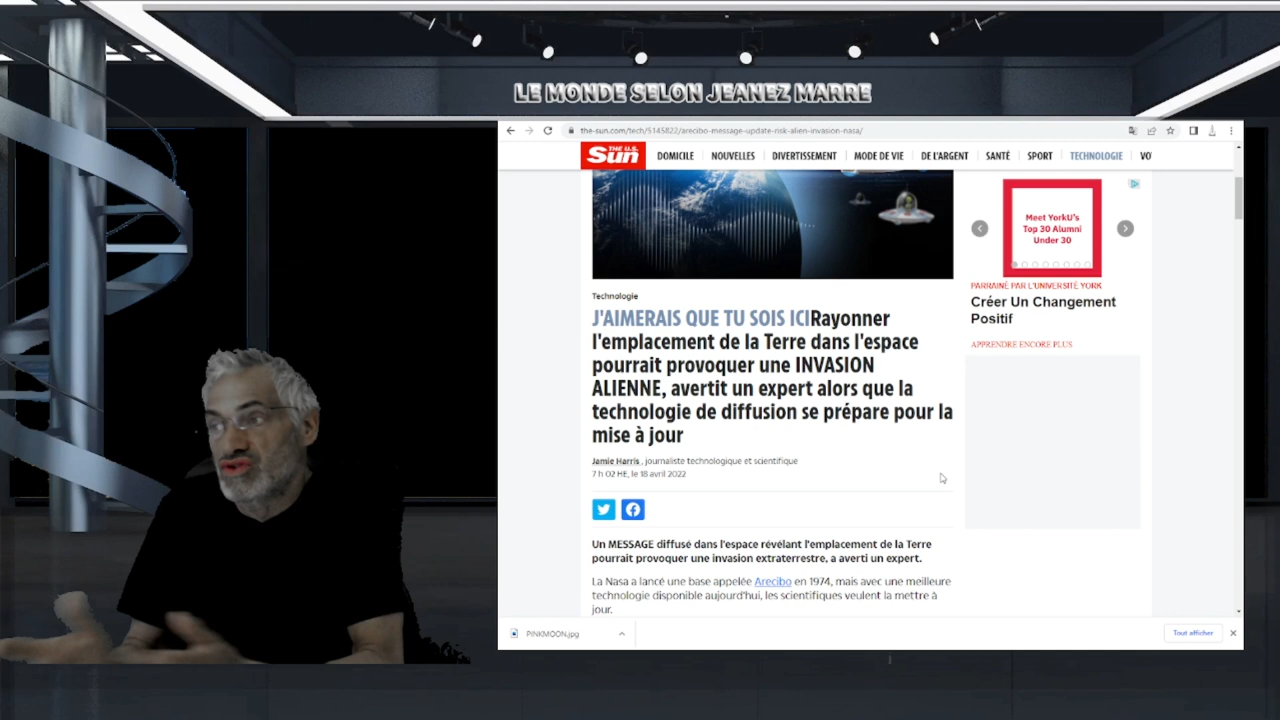 LE MONDE SELON JEANEZ MARRE
the-sun.com/tech/5145822/arecibo-message-update-risk-alien-invasion-nasa/
THE U.S.
Sun
DOMICILE NOUVELLES DIVERTISSEMENT MODE DE VIE DE L'ARGENT SANTÉ SPORT TECHNOLOGIE VO
Meet YorkU's
Top 30 Alumni
Under 30
PARRAINÉ PAR L'UNIVERSITÉ YORK
Créer Un Changement
Positif
APPRENDRE ENCORE PLUS
Technologie
J'AIMERAIS QUE TU SOIS ICIRayonner
l'emplacement de la Terre dans l'espace
pourrait provoquer une INVASION
ALIENNE, avertit un expert alors que la
technologie de diffusion se prépare pour la
mise à jour
Jamie Harris , journaliste technologique et scientifique
7 h 02 HE, le 18 avril 2022
Un MESSAGE diffusé dans l'espace révélant l'emplacement de la Terre
pourrait provoquer une invasion extraterrestre, a averti un expert.
La Nasa a lancé une base appelée Arecibo en 1974, mais avec une meilleure
technologie disponible aujourd'hui, les scientifiques veulent la mettre à
jour.
PINKMOON.jpg
Tout afficher